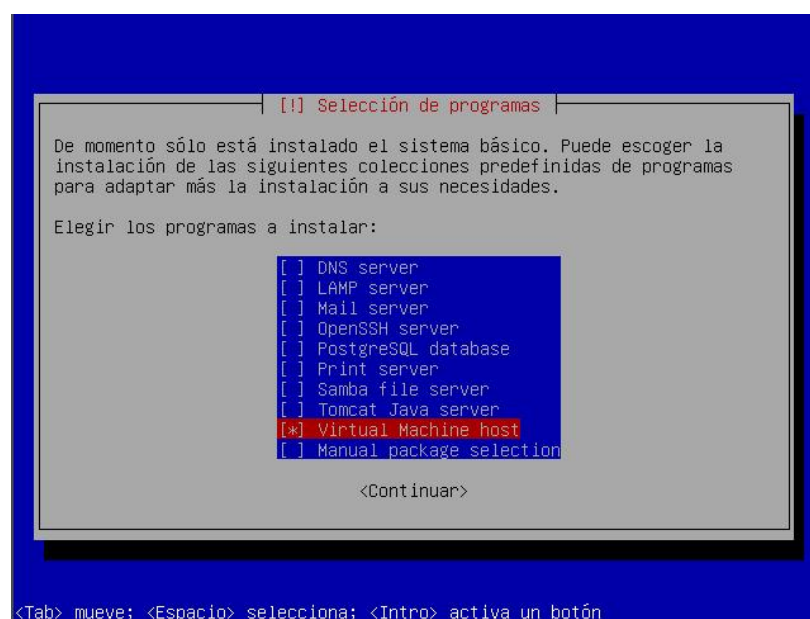 [!] Selección de programas
De momento sólo está instalado el sistema básico. Puede escoger la
instalación de las siguientes colecciones predefinidas de programas
para adaptar más la instalación a sus necesidades.
Elegir los programas a instalar:
[ ] DNS server
[ ] LAMP server
[ ] Mail server
[ ] OpenSSH server
[ ] PostgreSQL database
[ ] Print server
[ ] Samba file server
[ ] Tomcat Java server
[*] Virtual Machine host
[ ] Manual package selection
<Continuar>
<Tab> mueve; <Espacio> selecciona; <Intro> activa un botón